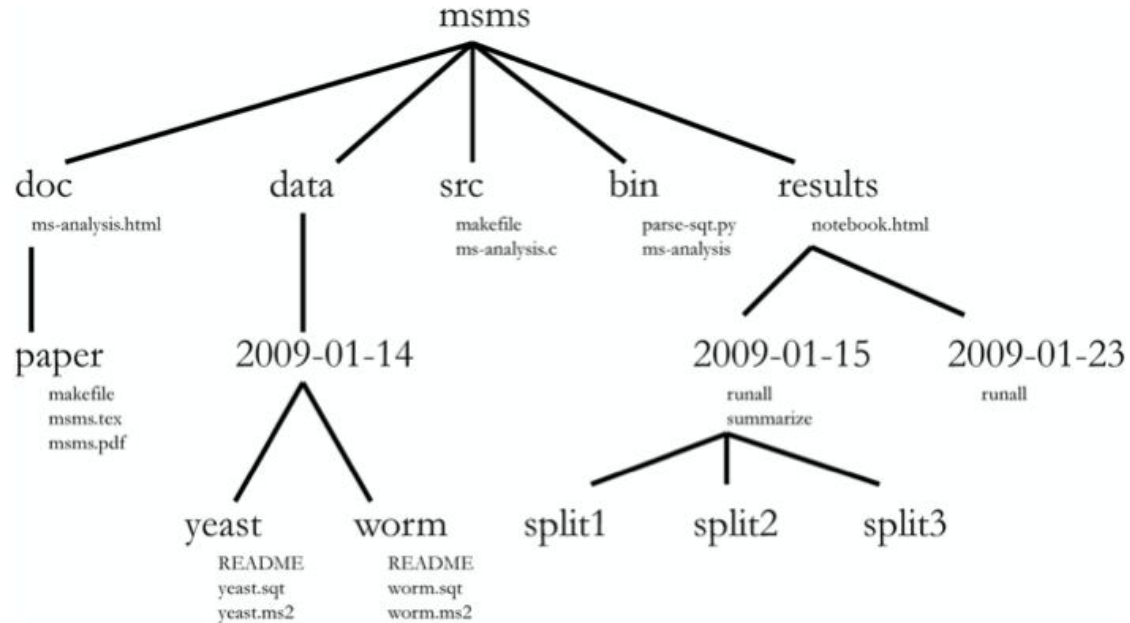 msms
doc data src bin results
ms-analysis.html makefile parse-sqt.py notebook.html
ms-analysis.c ms-analysis
paper 2009-01-14 2009-01-15 2009-01-23
makefile runall runall
msms.tex summarize
msms.pdf
yeast worm split1 split2 split3
README README
yeast.sqt worm.sqt
yeast.ms2 worm.ms2